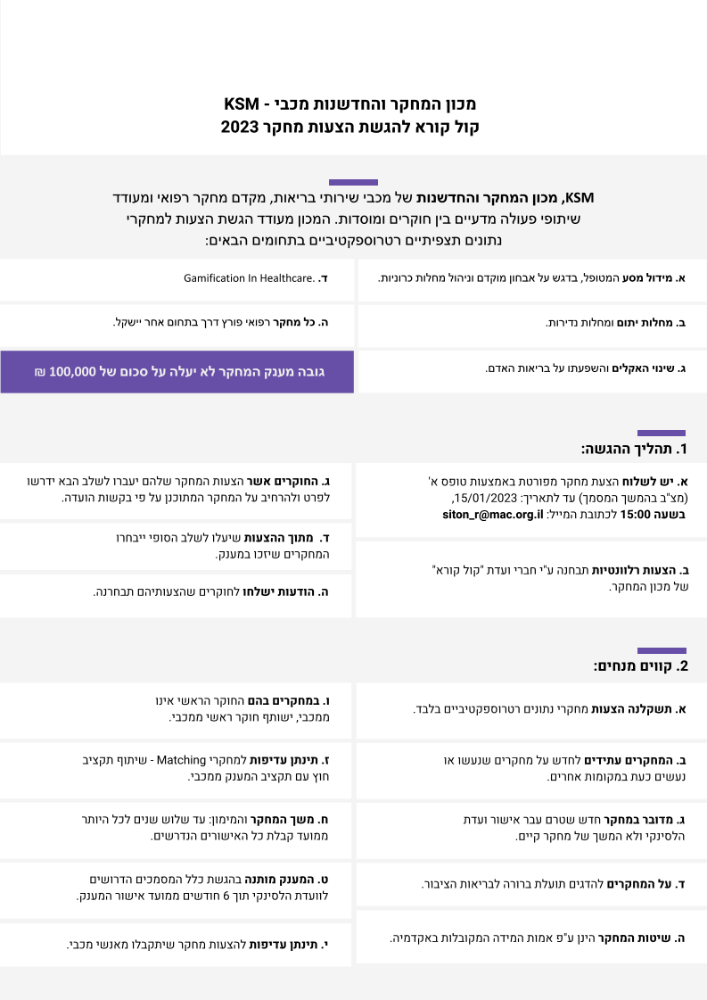 מכון המחקר והחדשנות מכבי - KSM
קול קורא להגשת הצעות מחקר 2023
KSM, מכון המחקר והחדשנות של מכבי שירותי בריאות, מקדם מחקר רפואי ומעודד
שיתופי פעולה מדעיים בין חוקרים ומוסדות. המכון מעודד הגשת הצעות למחקרי
נתונים תצפיתיים רטרוספקטיביים בתחומים הבאים:
א. מידול מסע המטופל, בדגש על אבחון מוקדם וניהול מחלות כרוניות.
ב. מחלות יתום ומחלות נדירות.
ג. שינוי האקלים והשפעתו על בריאות האדם.
ד. Gamification In Healthcare.
ה. כל מחקר רפואי פורץ דרך בתחום אחר יישקל.
גובה מענק המחקר לא יעלה על סכום של 100,000 ₪
1. תהליך ההגשה:
א. יש לשלוח הצעת מחקר מפורטת באמצעות טופס א'
(מצ"ב בהמשך המסמך) עד לתאריך: 15/01/2023,
בשעה 15:00 לכתובת המייל: siton_r@mac.org.il
ב. הצעות רלוונטיות תבחנה ע"י חברי ועדת "קול קורא"
של מכון המחקר.
ג. החוקרים אשר הצעות המחקר שלהם יעברו לשלב הבא ידרשו
לפרט ולהרחיב על המחקר המתוכנן על פי בקשות הועדה.
ד. מתוך ההצעות שיעלו לשלב הסופי ייבחרו
המחקרים שיזכו במענק.
ה. הודעות ישלחו לחוקרים שהצעותיהם תבחרנה.
2. קווים מנחים:
א. תשקלנה הצעות מחקרי נתונים רטרוספקטיביים בלבד.
ב. המחקרים עתידים לחדש על מחקרים שנעשו או
נעשים כעת במקומות אחרים.
ג. מדובר במחקר חדש שטרם עבר אישור ועדת
הלסינקי ולא המשך של מחקר קיים.
ד. על המחקרים להדגים תועלת ברורה לבריאות הציבור.
ה. שיטות המחקר הינן ע"פ אמות המידה המקובלות באקדמיה.
ו. במחקרים בהם החוקר הראשי אינו
ממכבי, ישותף חוקר ראשי ממכבי.
ז. תינתן עדיפות למחקרי Matching - שיתוף תקציב
חוץ עם תקציב המענק ממכבי.
ח. משך המחקר והמימון: עד שלוש שנים לכל היותר
ממועד קבלת כל האישורים הנדרשים.
ט. המענק מותנה בהגשת כלל המסמכים הדרושים
לוועדת הלסינקי תוך 6 חודשים ממועד אישור המענק.
י. תינתן עדיפות להצעות מחקר שיתקבלו מאנשי מכבי.